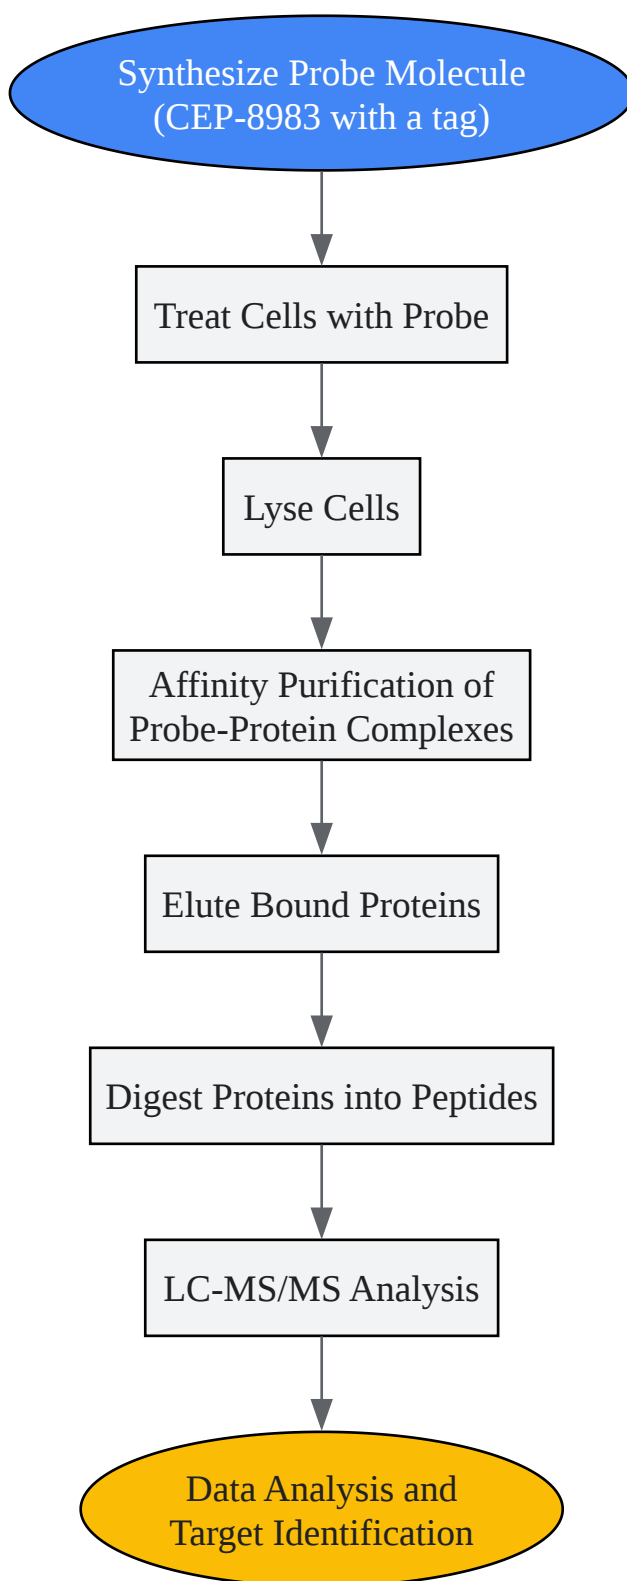 Synthesize Probe Molecule
(CEP-8983 with a tag)
Treat Cells with Probe
Lyse Cells
Affinity Purification of
Probe-Protein Complexes
Elute Bound Proteins
Digest Proteins into Peptides
LC-MS/MS Analysis
Data Analysis and
Target Identification